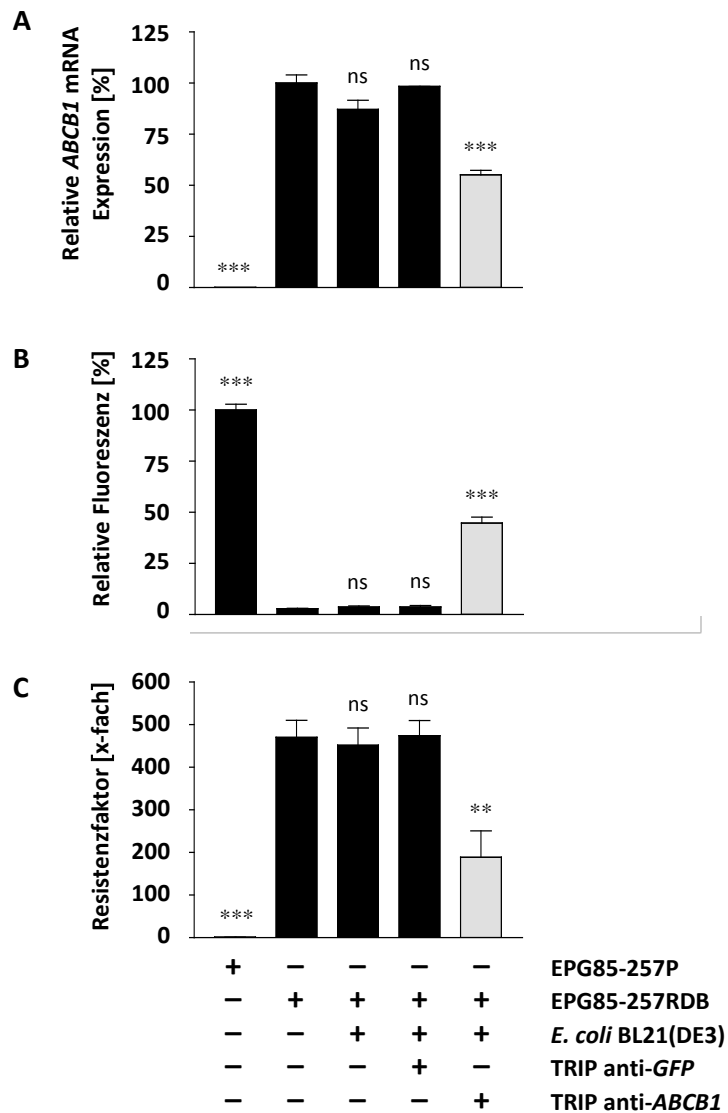 A
Relative ABCB1 mRNA
Expression [%]
125
100
75
50
25
0
***
ns
ns
***
B
Relative Fluoreszenz [%]
125
100
75
50
25
0
***
ns
ns
***
C
Resistenzfaktor [x-fach]
600
500
400
300
200
100
0
***
ns
ns
**
+ – – – – EPG85-257P
– + + + + EPG85-257RDB
– – + + + E. coli BL21(DE3)
– – – + – TRIP anti-GFP
– – – – + TRIP anti-ABCB1